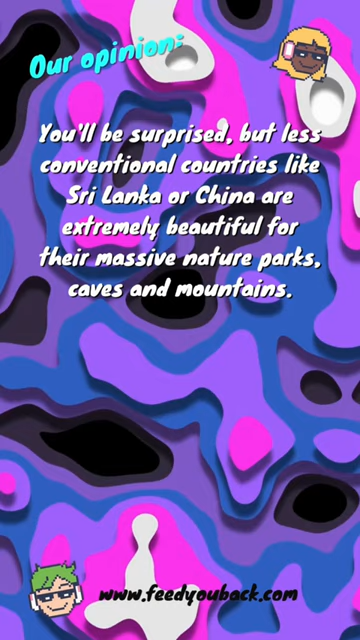 Our opinion:
You'll be surprised, but less
conventional countries like
Sri Lanka or China are
extremely beautiful for
their massive nature parks,
caves and mountains.
www.feedyouback.com